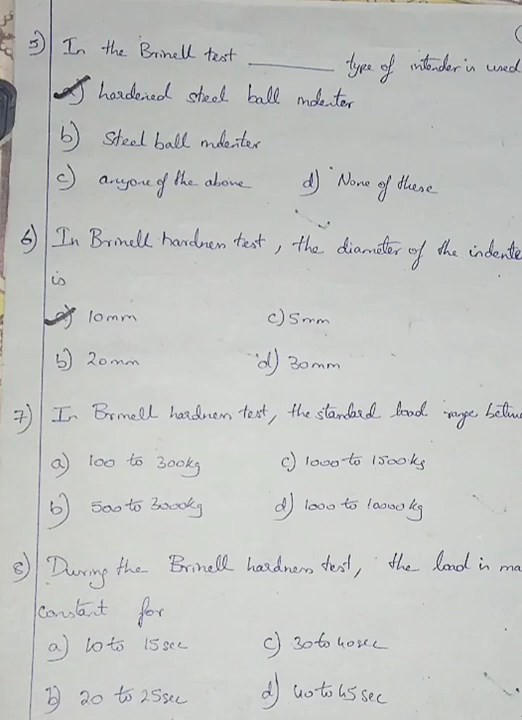 5) In the Brinell test ______ type of intender is used
a) hardened steel ball indenter
b) Steel ball indenter
c) anyone of the above d) None of these
6) In Brinell hardness test, the diameter of the indente
is
a) 10mm c) 5mm
b) 20mm d) 30mm
7) In Brinell hardness test, the standard load range betwe
a) 100 to 300kg c) 1000 to 1500kg
b) 500 to 3000kg d) 1000 to 10000kg
8) During the Brinell hardness test, the load is ma
constant for
a) 10 to 15sec c) 30 to 40sec
b) 20 to 25sec d) 40 to 45 sec